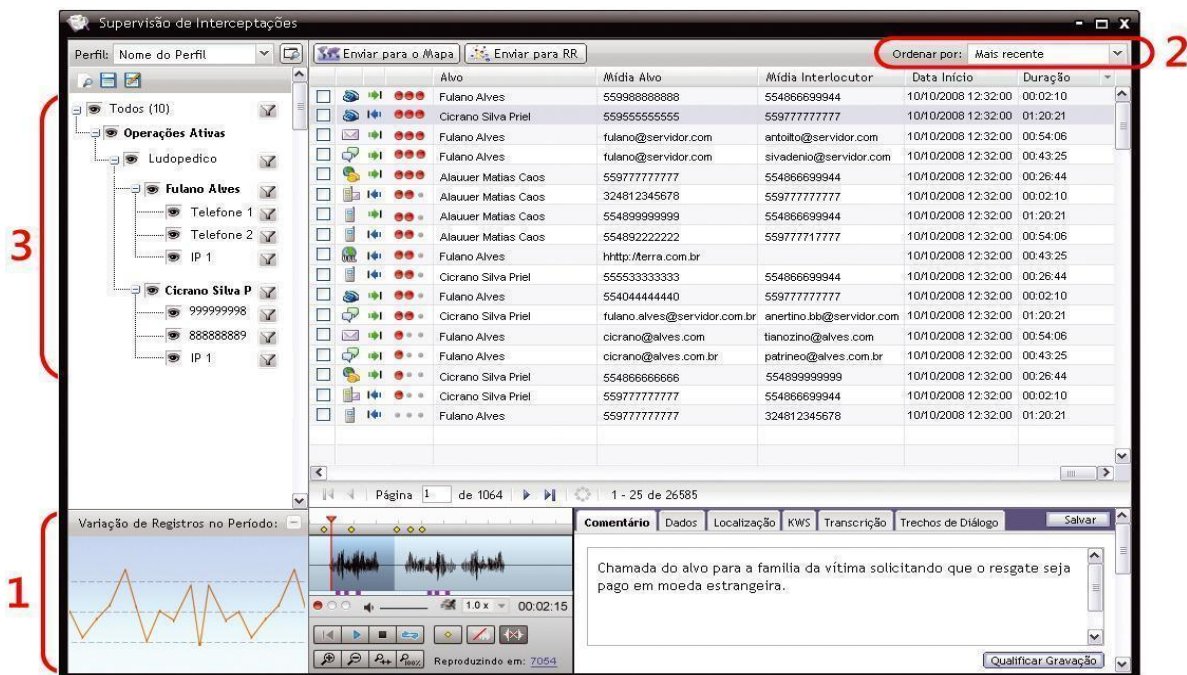 Supervisão de Interceptações
Perfil: Nome do Perfil
Enviar para o Mapa Enviar para RR
Ordenar por: Mais recente
2
Alvo Mídia Alvo Mídia Interlocutor Data Início Duração
Fulano Alves 559988888888 554866699944 10/10/2008 12:32:00 00:02:10
Cicrano Silva Priel 559555555555 559777777777 10/10/2008 12:32:00 01:20:21
Fulano Alves fulano@servidor.com antoilto@servidor.com 10/10/2008 12:32:00 00:54:06
Fulano Alves fulano@servidor.com sivadenio@servidor.com 10/10/2008 12:32:00 00:43:25
Alauuer Matias Caos 559777777777 554866699944 10/10/2008 12:32:00 00:26:44
Alauuer Matias Caos 324812345678 559777777777 10/10/2008 12:32:00 00:02:10
Alauuer Matias Caos 554899999999 554866699944 10/10/2008 12:32:00 01:20:21
Alauuer Matias Caos 554892222222 559777717777 10/10/2008 12:32:00 00:54:06
Fulano Alves hhttp://terra.com.br 10/10/2008 12:32:00 00:43:25
Cicrano Silva Priel 555533333333 554866699944 10/10/2008 12:32:00 00:26:44
Fulano Alves 554044444440 559777777777 10/10/2008 12:32:00 00:02:10
Cicrano Silva Priel fulano.alves@servidor.com.br anertino.bb@servidor.com 10/10/2008 12:32:00 01:20:21
Fulano Alves cicrano@alves.com tianozino@alves.com 10/10/2008 12:32:00 00:54:06
Fulano Alves cicrano@alves.com.br patrineo@alves.com.br 10/10/2008 12:32:00 00:43:25
Cicrano Silva Priel 554866666666 554899999999 10/10/2008 12:32:00 00:26:44
Cicrano Silva Priel 559777777777 554866699944 10/10/2008 12:32:00 00:02:10
Fulano Alves 559777777777 324812345678 10/10/2008 12:32:00 01:20:21
Página 1 de 1064 1 - 25 de 26585
3
Todos (10)
Operações Ativas
Ludopedico
Fulano Alves
Telefone 1
Telefone 2
IP 1
Cicrano Silva P
999999998
888888889
IP 1
1
Variação de Registros no Período:
1.0 x 00:02:15
100%
Reproduzindo em: 7054
Comentário Dados Localização KWS Transcrição Trechos de Diálogo Salvar
Chamada do alvo para a familia da vítima solicitando que o resgate seja
pago em moeda estrangeira.
Qualificar Gravação